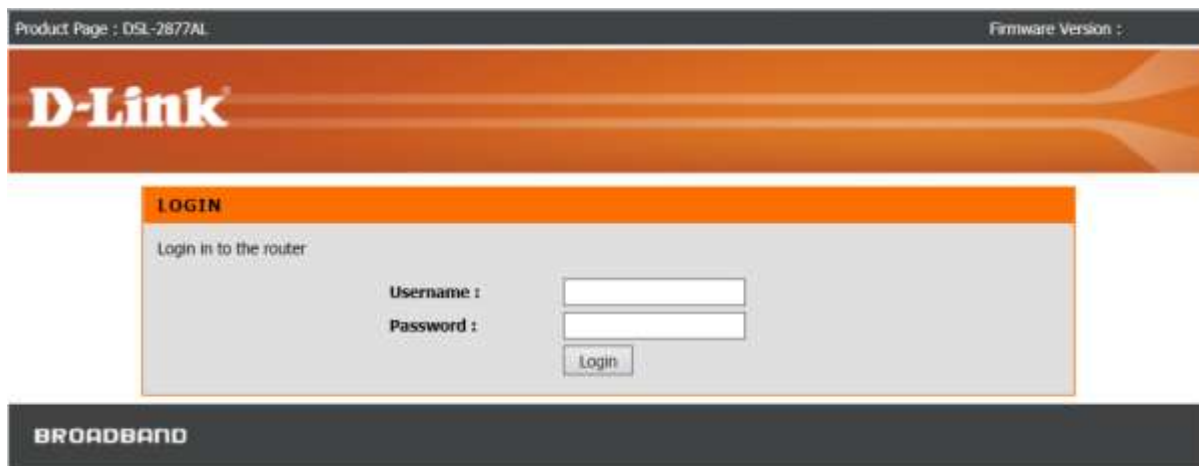 Product Page : DSL-2877AL
Firmware Version :
D-Link
LOGIN
Login in to the router
Username :
Password :
Login
BROADBAND